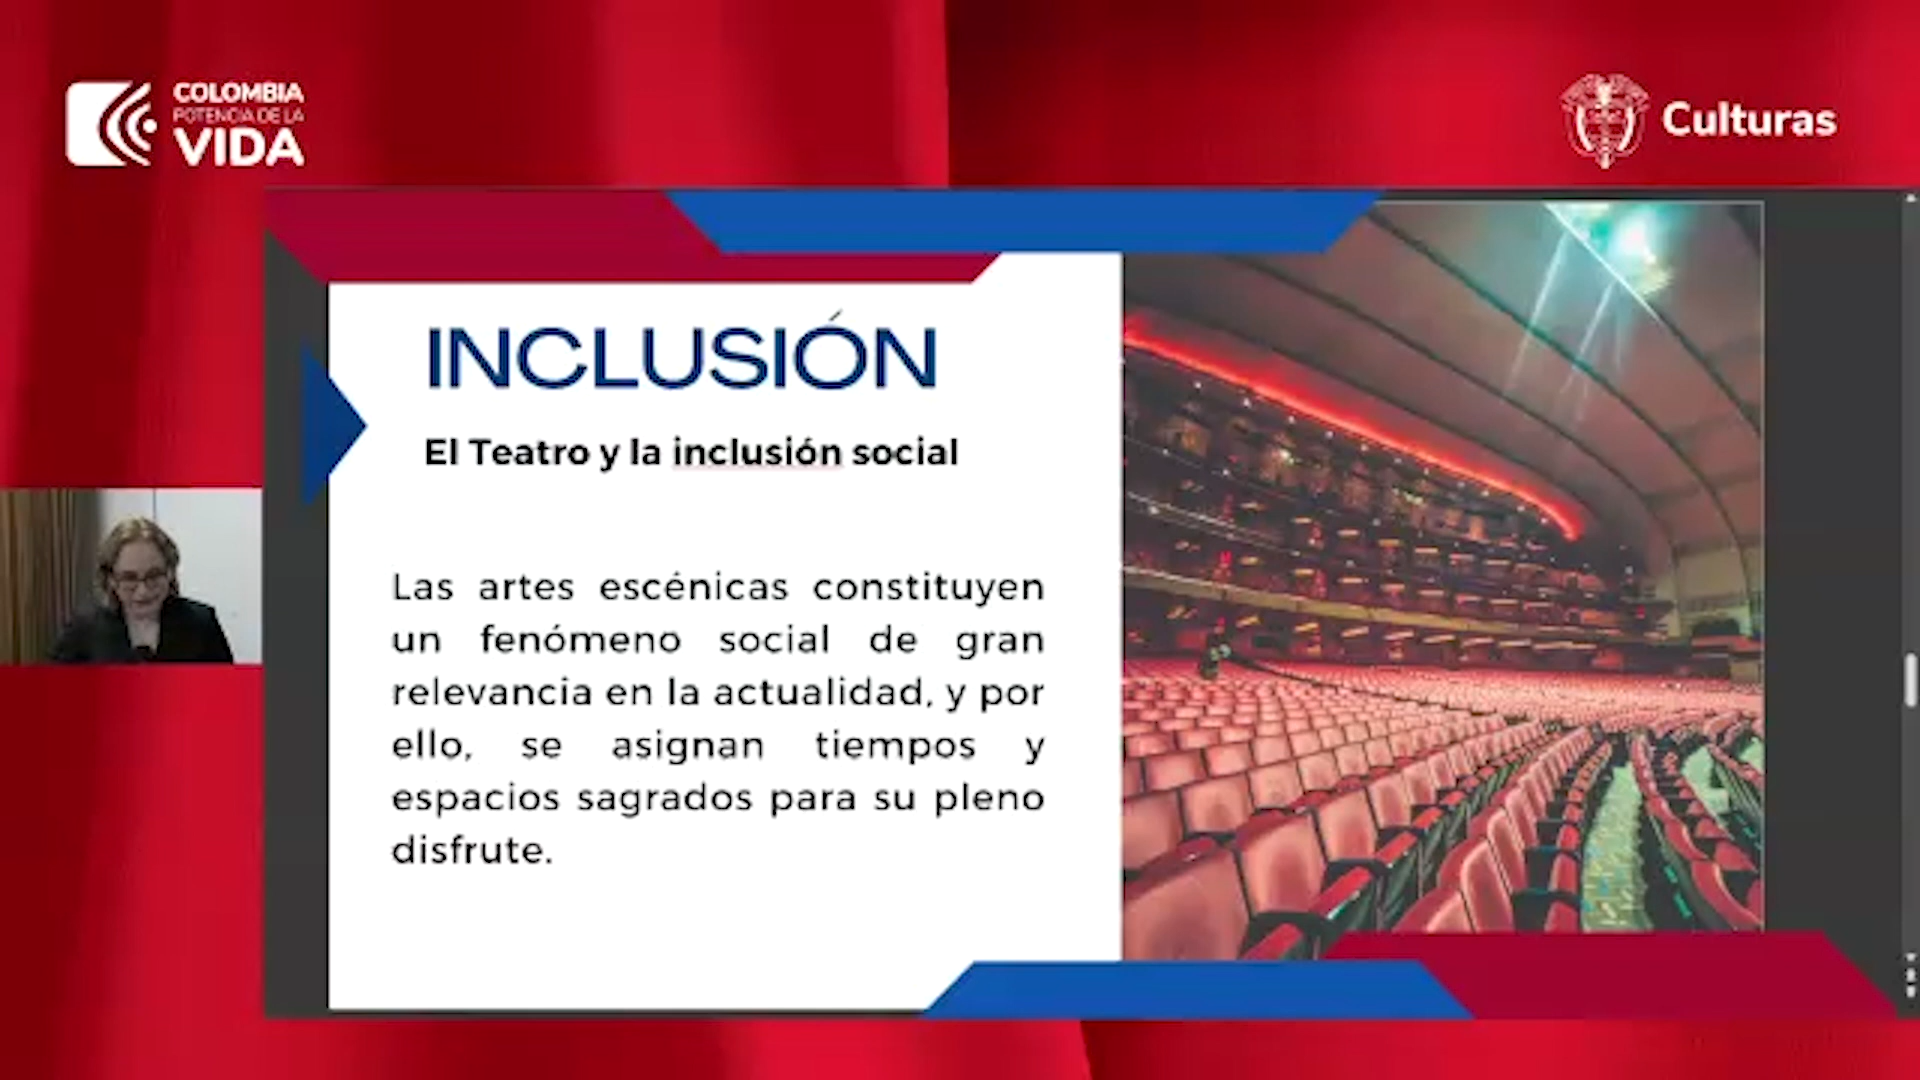 COLOMBIA
POTENCIA DE LA
VIDA
Culturas
INCLUSIÓN
El Teatro y la inclusión social
Las artes escénicas constituyen
un fenómeno social de gran
relevancia en la actualidad, y por
ello, se asignan tiempos y
espacios sagrados para su pleno
disfrute.